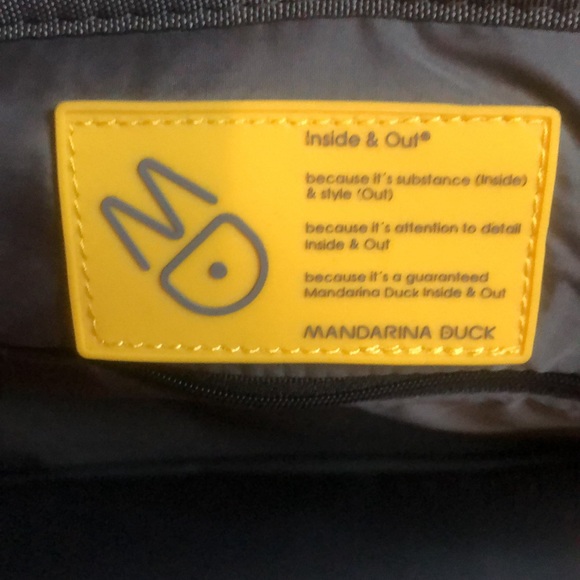 MD
Inside & Out®
because it's substance (Inside)
& style (Out)
because it's attention to detail
Inside & Out
because it's a guaranteed
Mandarina Duck Inside & Out
MANDARINA DUCK